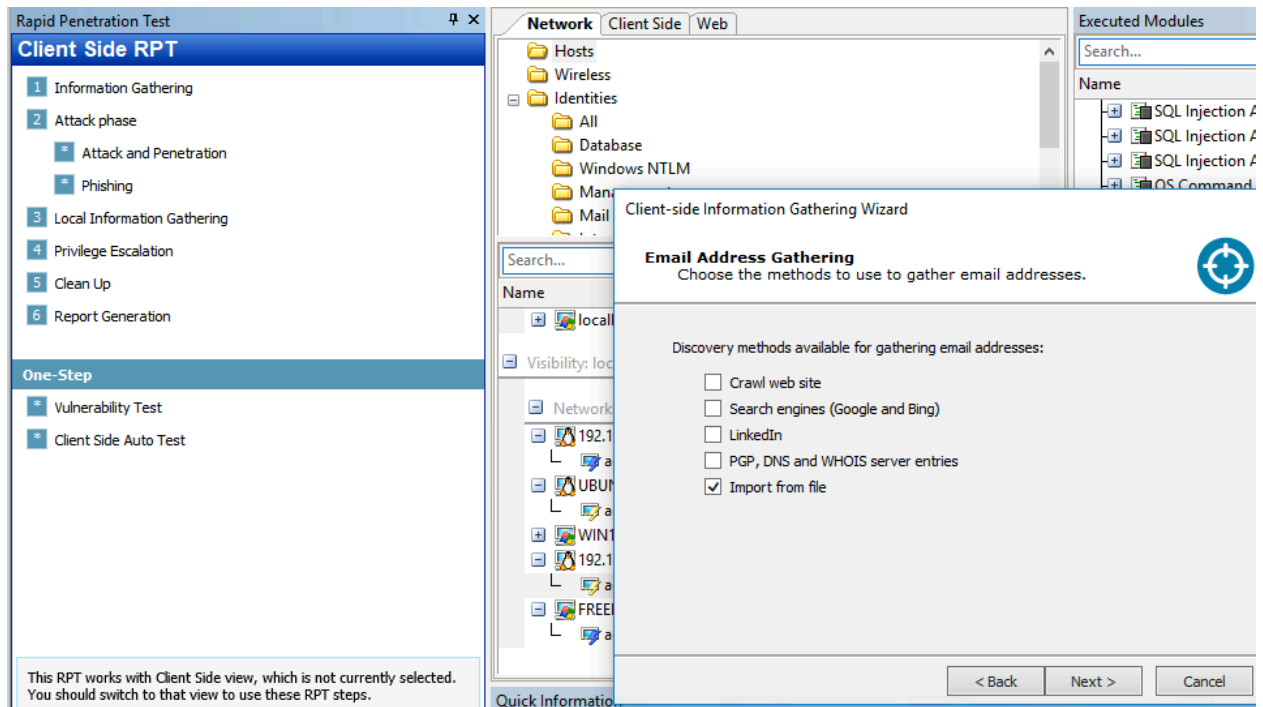 Rapid Penetration Test
Client Side RPT
1 Information Gathering
2 Attack phase
* Attack and Penetration
* Phishing
3 Local Information Gathering
4 Privilege Escalation
5 Clean Up
6 Report Generation
One-Step
* Vulnerability Test
* Client Side Auto Test
This RPT works with Client Side view, which is not currently selected.
You should switch to that view to use these RPT steps.
Network Client Side Web
Hosts
Wireless
Identities
All
Database
Windows NTLM
Mana
Mail
Search...
Name
locall
Visibility: loc
Network
192.1
a
UBUN
a
WIN1
192.1
a
FREE
a
Quick Information
Executed Modules
Search...
Name
SQL Injection A
SQL Injection A
SQL Injection A
OS Command
Client-side Information Gathering Wizard
Email Address Gathering
Choose the methods to use to gather email addresses.
Discovery methods available for gathering email addresses:
Crawl web site
Search engines (Google and Bing)
LinkedIn
PGP, DNS and WHOIS server entries
Import from file
< Back Next > Cancel